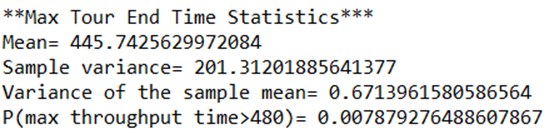 **Max Tour End Time Statistics***
Mean= 445.7425629972084
Sample variance= 201.31201885641377
Variance of the sample mean= 0.6713961580586564
P(max throughput time>480)= 0.007879276488607867